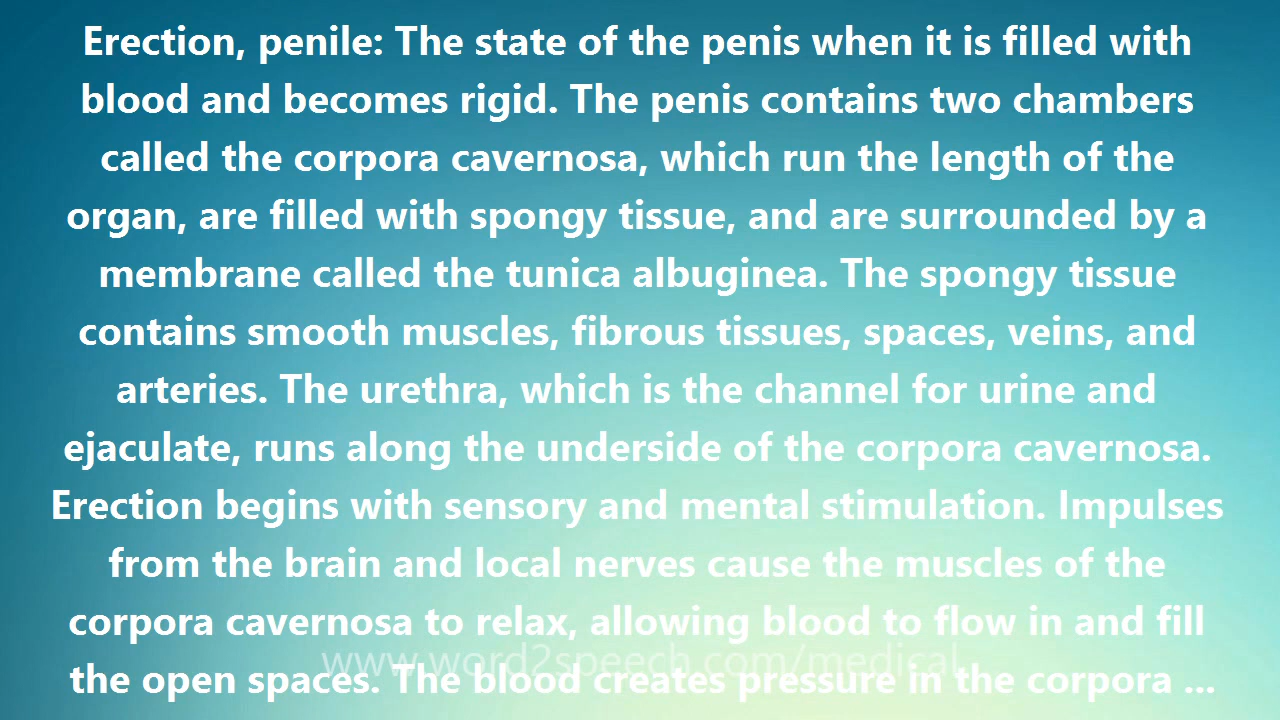 Erection, penile: The state of the penis when it is filled with
blood and becomes rigid. The penis contains two chambers
called the corpora cavernosa, which run the length of the
organ, are filled with spongy tissue, and are surrounded by a
membrane called the tunica albuginea. The spongy tissue
contains smooth muscles, fibrous tissues, spaces, veins, and
arteries. The urethra, which is the channel for urine and
ejaculate, runs along the underside of the corpora cavernosa.
Erection begins with sensory and mental stimulation. Impulses
from the brain and local nerves cause the muscles of the
corpora cavernosa to relax, allowing blood to flow in and fill
www.word2speech.com/medical
the open spaces. The blood creates pressure in the corpora ...